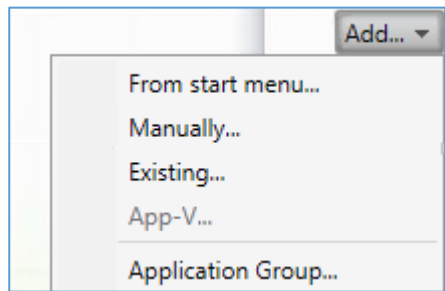 Add...
From start menu...
Manually...
Existing...
App-V...
Application Group...